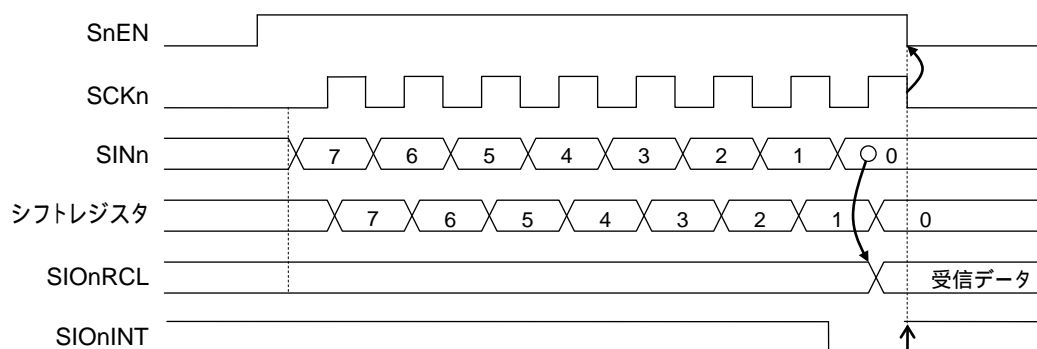 SnEN
SCKn
SINn 7 6 5 4 3 2 1 0
シフトレジスタ 7 6 5 4 3 2 1 0
SIOnRCL 受信データ
SIOnINT